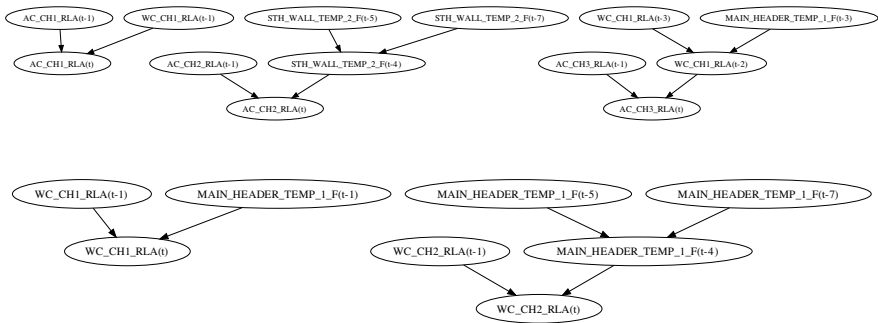 AC_CH1_RLA(t-1) WC_CH1_RLA(t-1) STH_WALL_TEMP_2_F(t-5) STH_WALL_TEMP_2_F(t-7) WC_CH1_RLA(t-3) MAIN_HEADER_TEMP_1_F(t-3)
AC_CH1_RLA(t) AC_CH2_RLA(t-1) STH_WALL_TEMP_2_F(t-4) AC_CH3_RLA(t-1) WC_CH1_RLA(t-2)
AC_CH2_RLA(t) AC_CH3_RLA(t)
WC_CH1_RLA(t-1) MAIN_HEADER_TEMP_1_F(t-1) MAIN_HEADER_TEMP_1_F(t-5) MAIN_HEADER_TEMP_1_F(t-7)
WC_CH1_RLA(t) WC_CH2_RLA(t-1) MAIN_HEADER_TEMP_1_F(t-4)
WC_CH2_RLA(t)